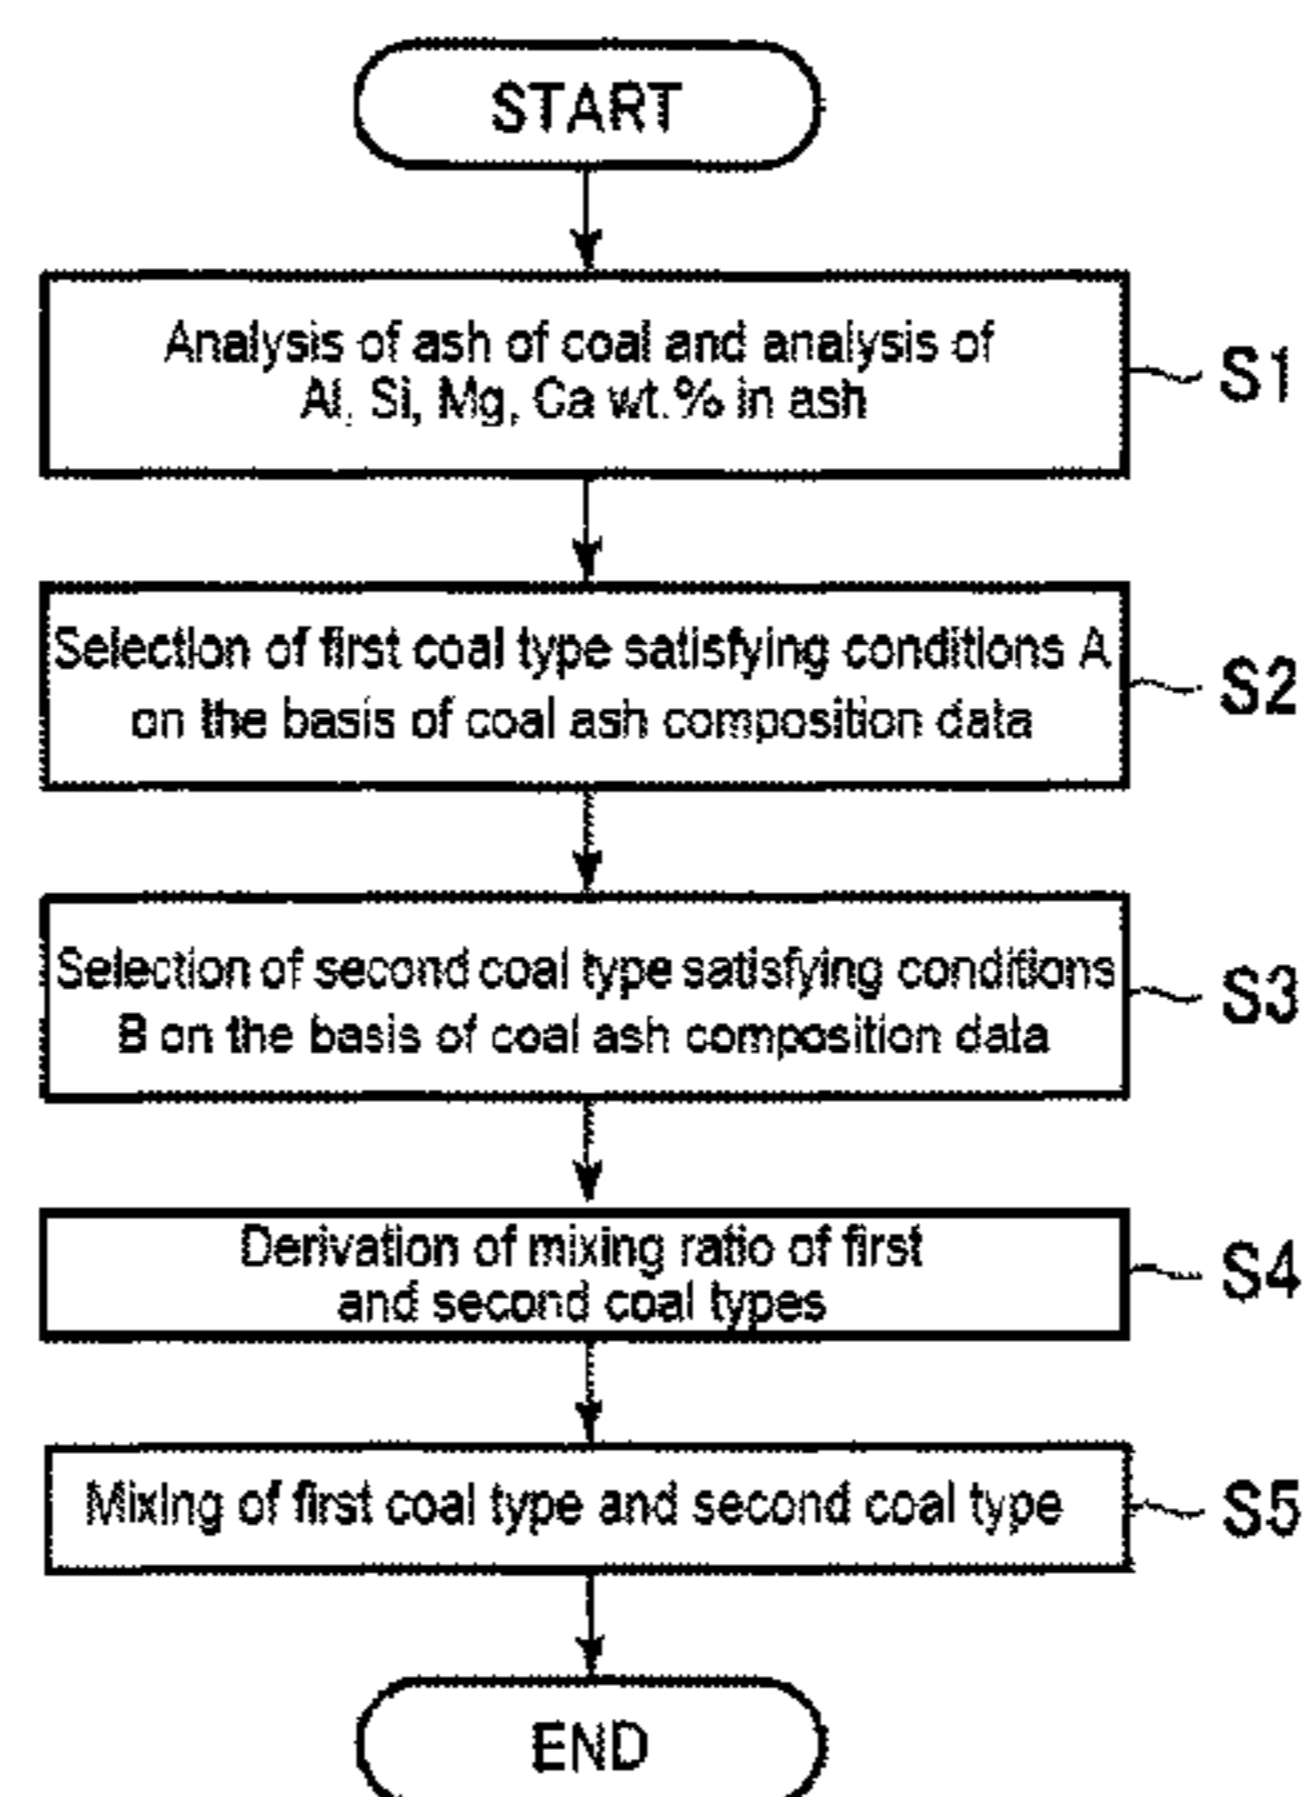 START
Analysis of ash of coal and analysis of
Al, Si, Mg, Ca wt.% in ash
S1
Selection of first coal type satisfying conditions A
on the basis of coal ash composition data
S2
Selection of second coal type satisfying conditions
B on the basis of coal ash composition data
S3
Derivation of mixing ratio of first
and second coal types
S4
Mixing of first coal type and second coal type
S5
END